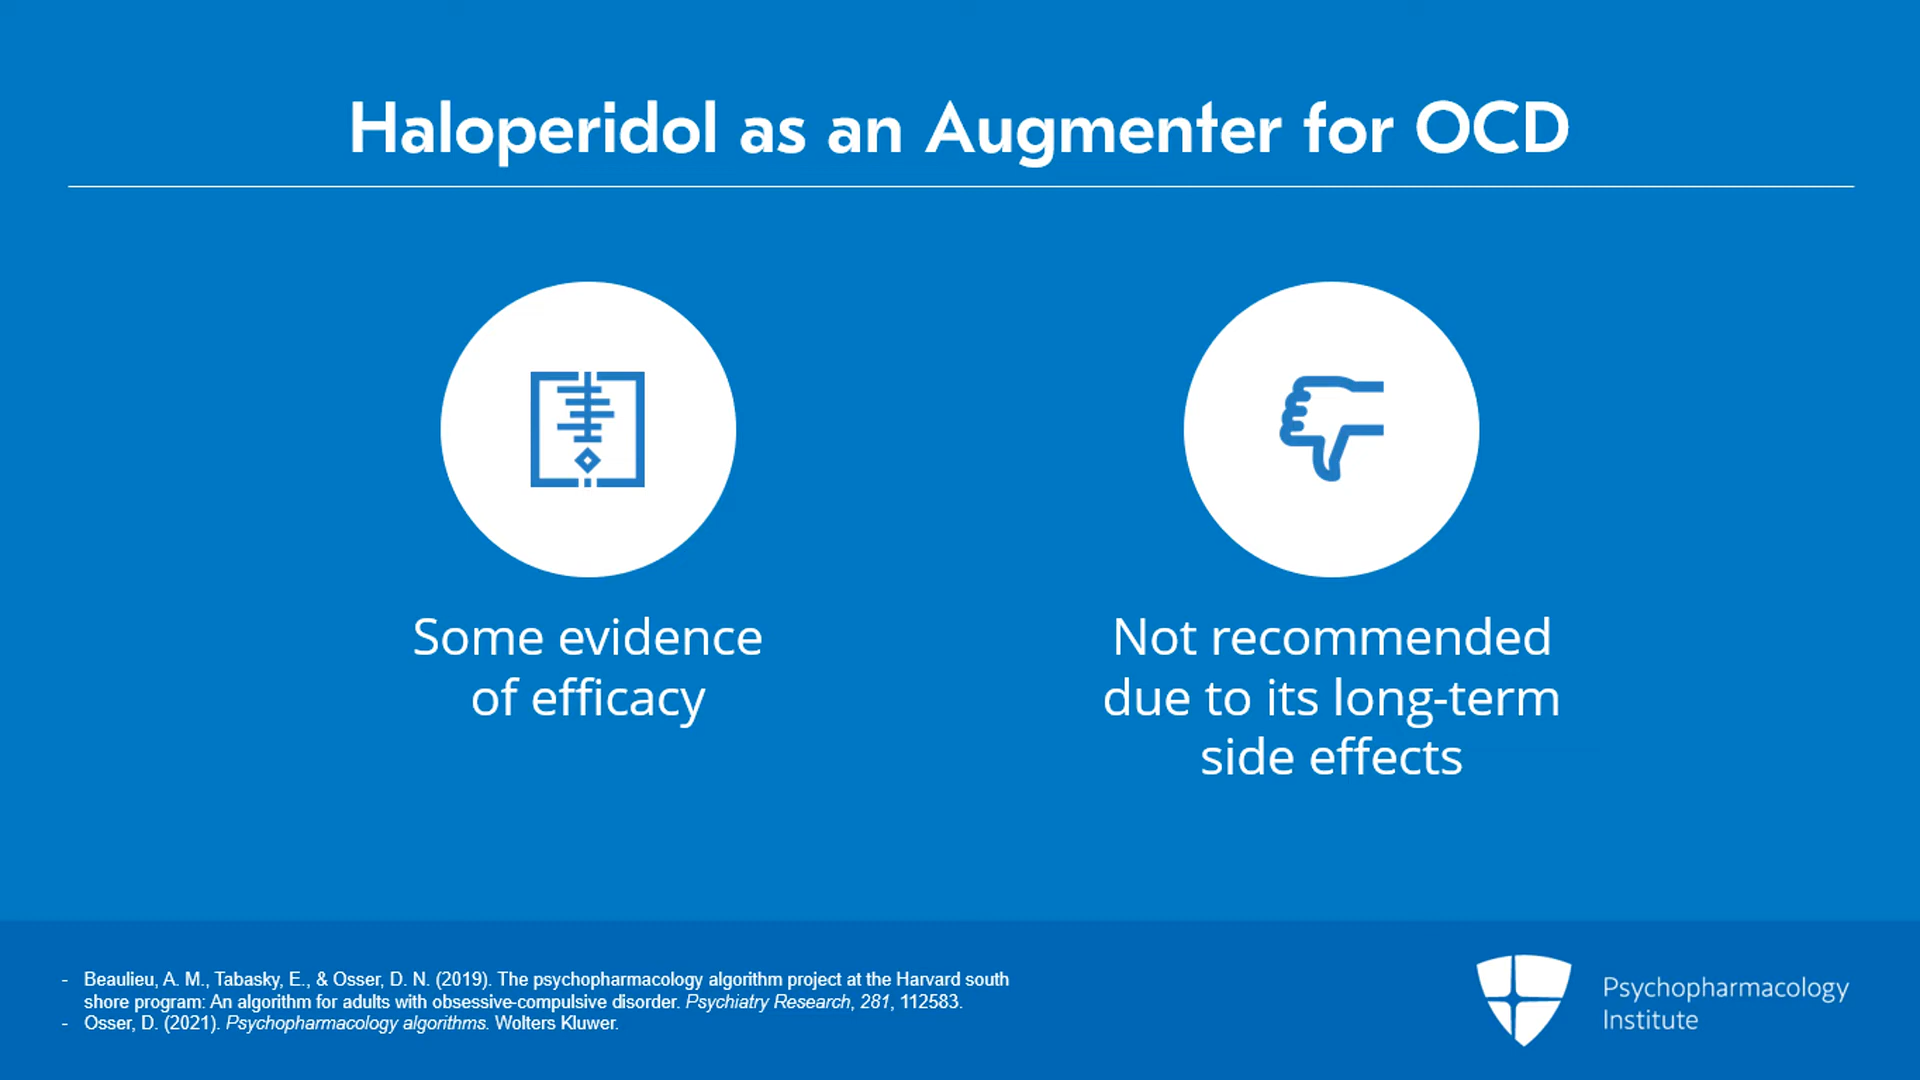 Haloperidol as an Augmenter for OCD
Some evidence
of efficacy
Not recommended
due to its long-term
side effects
- Beaulieu, A. M., Tabasky, E., & Osser, D. N. (2019). The psychopharmacology algorithm project at the Harvard south
shore program: An algorithm for adults with obsessive-compulsive disorder. Psychiatry Research, 281, 112583.
- Osser, D. (2021). Psychopharmacology algorithms. Wolters Kluwer.
Psychopharmacology
Institute